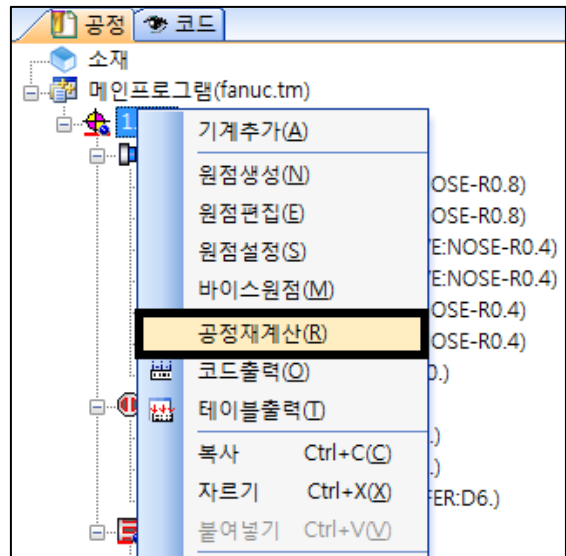 공정 코드
소재
메인프로그램(fanuc.tm)
1.
기계추가(A)
원점생성(N)
OSE-R0.8)
원점편집(E)
OSE-R0.8)
원점설정(S)
E:NOSE-R0.4)
바이스원점(M)
E:NOSE-R0.4)
OSE-R0.4)
공정재계산(R)
OSE-R0.4)
코드출력(O)
0.)
테이블출력(T)
복사 Ctrl+C(C)
.)
.)
자르기 Ctrl+X(X)
ER:D6.)
붙여넣기 Ctrl+V(V)